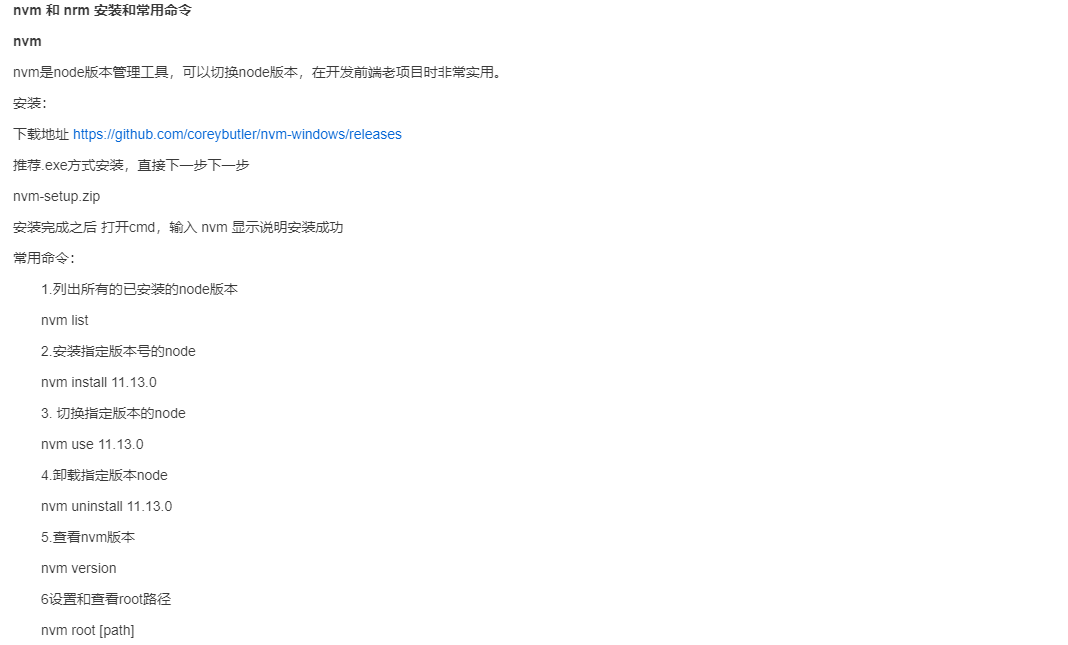 nvm 和 nrm 安装和常用命令
nvm
nvm是node版本管理工具，可以切换node版本，在开发前端老项目时非常实用。
安装：
下载地址 https://github.com/coreybutler/nvm-windows/releases
推荐.exe方式安装，直接下一步下一步
nvm-setup.zip
安装完成之后 打开cmd，输入 nvm 显示说明安装成功
常用命令：
1.列出所有的已安装的node版本
nvm list
2.安装指定版本号的node
nvm install 11.13.0
3. 切换指定版本的node
nvm use 11.13.0
4.卸载指定版本node
nvm uninstall 11.13.0
5.查看nvm版本
nvm version
6设置和查看root路径
nvm root [path]